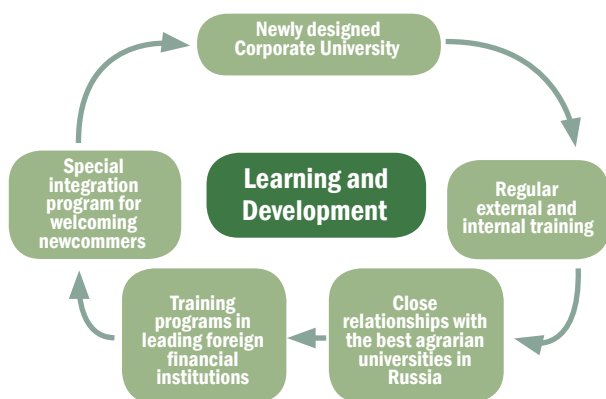 Newly designed
Corporate University
Regular
external and
internal training
Close
relationships with
the best agrarian
universities in
Russia
Training
programs in
leading foreign
financial
institutions
Special
integration
program for
welcoming
newcommers
Learning and
Development